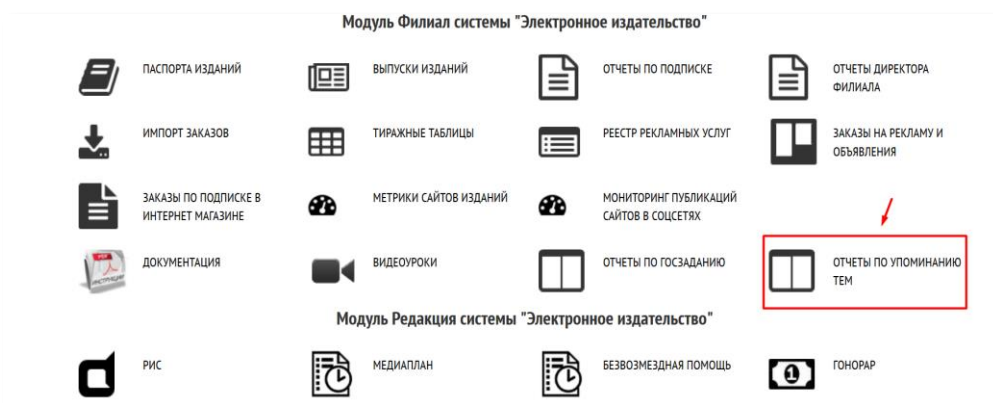 Модуль Филиал системы "Электронное издательство"
ПАСПОРТА ИЗДАНИЙ
ВЫПУСКИ ИЗДАНИЙ
ОТЧЕТЫ ПО ПОДПИСКЕ
ОТЧЕТЫ ДИРЕКТОРА
ФИЛИАЛА
ИМПОРТ ЗАКАЗОВ
ТИРАЖНЫЕ ТАБЛИЦЫ
РЕЕСТР РЕКЛАМНЫХ УСЛУГ
ЗАКАЗЫ НА РЕКЛАМУ И
ОБЪЯВЛЕНИЯ
ЗАКАЗЫ ПО ПОДПИСКЕ В
ИНТЕРНЕТ МАГАЗИНЕ
МЕТРИКИ САЙТОВ ИЗДАНИЙ
МОНИТОРИНГ ПУБЛИКАЦИЙ
САЙТОВ В СОЦСЕТЯХ
PDF
ИНСТРУКЦИИ
ДОКУМЕНТАЦИЯ
ВИДЕОУРОКИ
ОТЧЕТЫ ПО ГОСЗАДАНИЮ
ОТЧЕТЫ ПО УПОМИНАНИЮ
ТЕМ
Модуль Редакция системы "Электронное издательство"
РИС
МЕДИАПЛАН
БЕЗВОЗМЕЗДНАЯ ПОМОЩЬ
1
ГОНОРАР